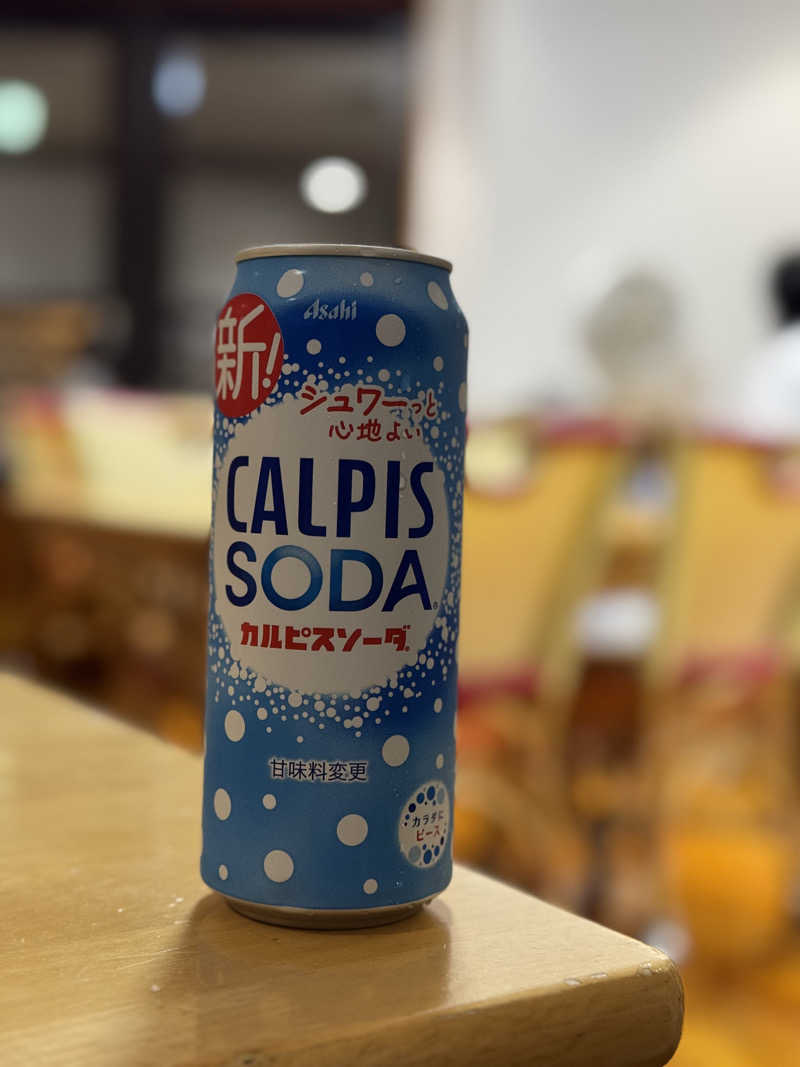 Asahi
新!
シュワーっと
心地よい
CALPIS
SODA®
カルピスソーダ®
甘味料変更
カラダに
ピース